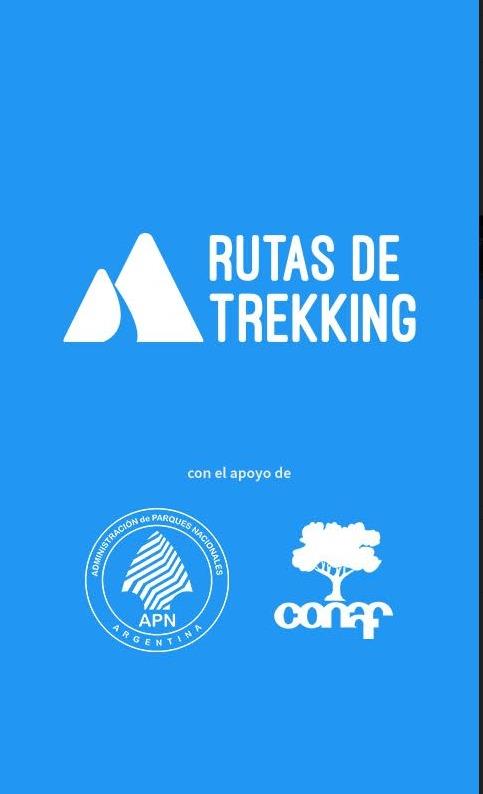 RUTAS DE
TREKKING
con el apoyo de
ADMINISTRACIÓN de PARQUES NACIONALES
APN
ARGENTINA
conaf